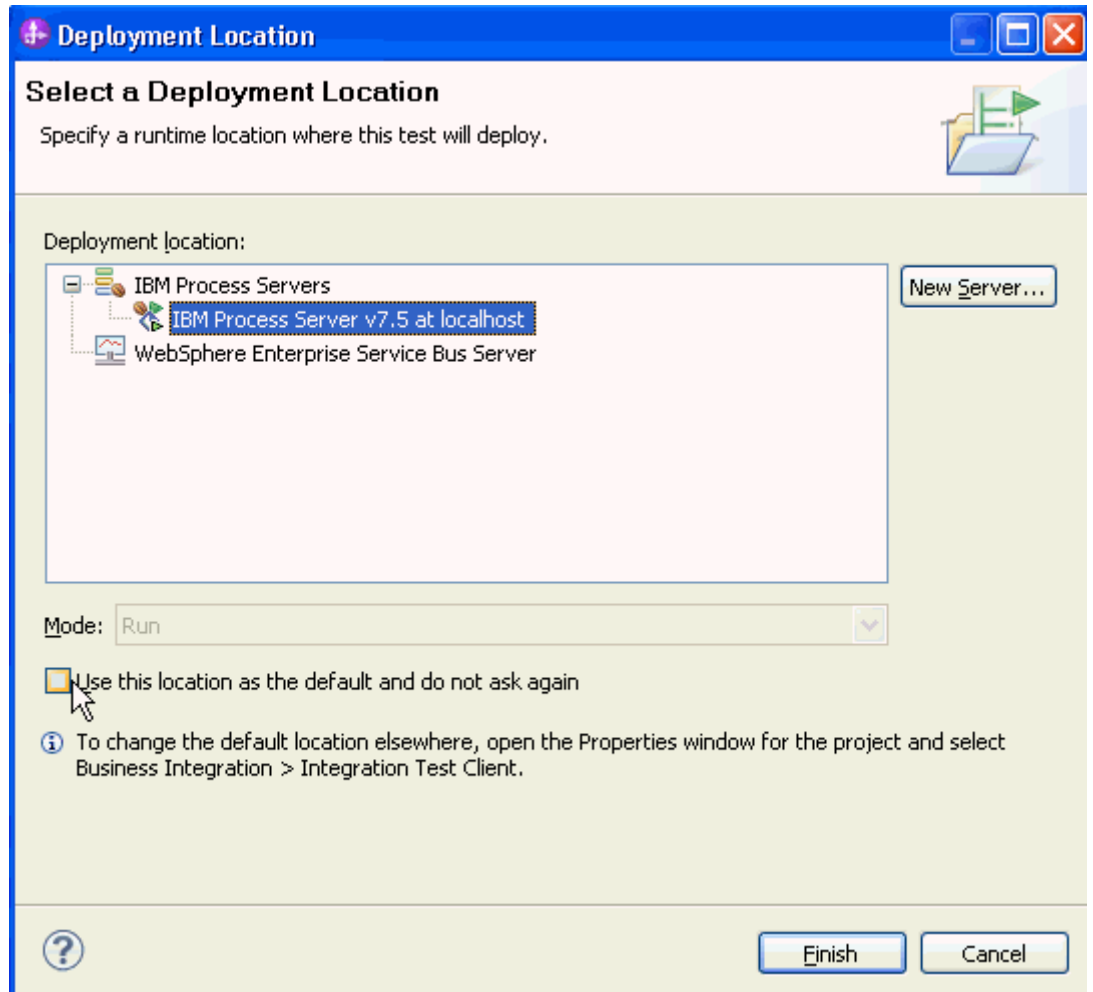 Deployment Location
Select a Deployment Location
Specify a runtime location where this test will deploy.
Deployment location:
IBM Process Servers
New Server...
IBM Process Server v7.5 at localhost
WebSphere Enterprise Service Bus Server
Mode: Run
Use this location as the default and do not ask again
To change the default location elsewhere, open the Properties window for the project and select
Business Integration > Integration Test Client.
Finish
Cancel